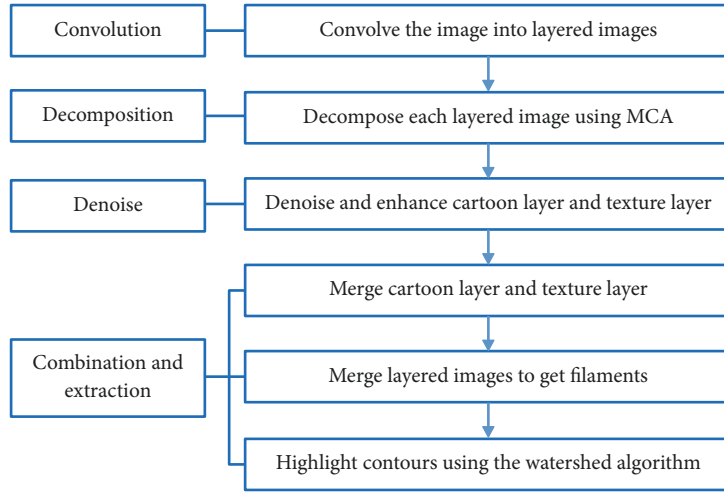 Convolution
Convolve the image into layered images
Decomposition
Decompose each layered image using MCA
Denoise
Denoise and enhance cartoon layer and texture layer
Combination and
extraction
Merge cartoon layer and texture layer
Merge layered images to get filaments
Highlight contours using the watershed algorithm